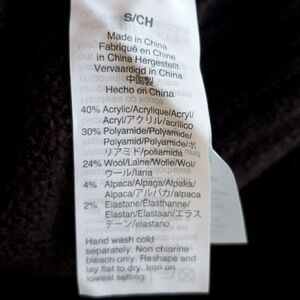 S/CH
Made in China
Fabriqué en Chine
in China Hergestellt
Vervaardigd in China
中国製
Hecho en China
40% Acrylic/Acrylique/Acryl/
Acryl/アクリル/acrílico
30% Polyamide/Polyamide/
Polyamid/Polyamide/ポ
リアミド/poliamida
24% Wool/Laine/Wolle/Wol/
ウール/lana
4% Alpaca/Alpaga/Alpaka/
Alpaca/アルパカ/alpaca
2% Elastane/Élasthanne/
Elastan/Elastaan/エラス
テーン/elastano
Hand wash cold
separately. Non chlorine
bleach only. Reshape and
lay flat to dry. Iron on
lowest setting.